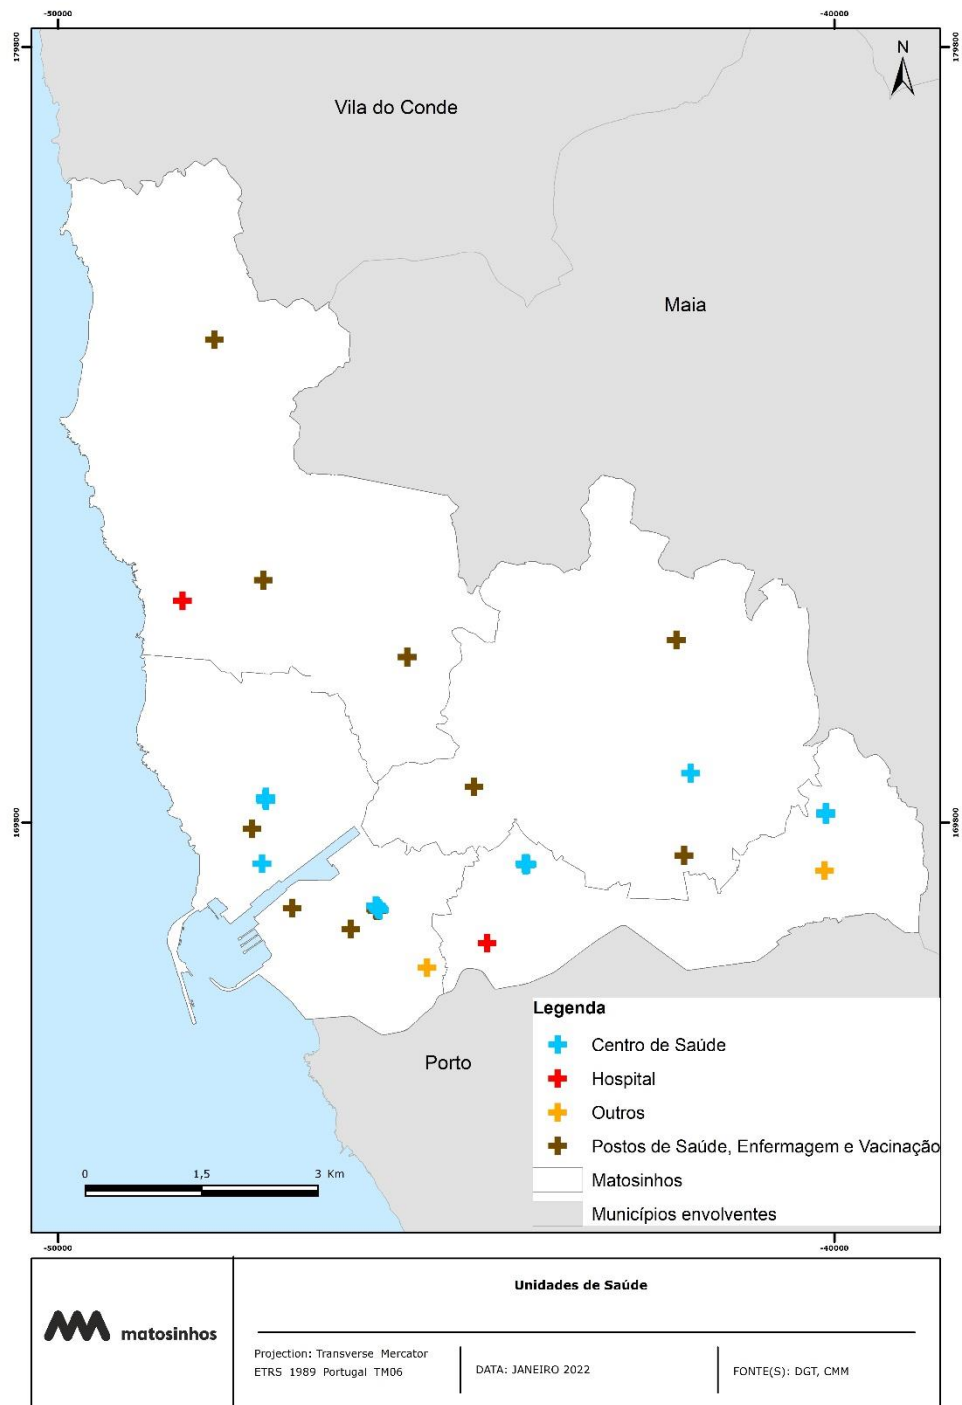 -50000
-40000
179800
179800
N
Vila do Conde
Maia
169800
169800
Porto
Legenda
Centro de Saúde
Hospital
Outros
Postos de Saúde, Enfermagem e Vacinação
Matosinhos
Municípios envolventes
0 1,5 3 Km
-50000
-40000
Unidades de Saúde
matosinhos
Projection: Transverse Mercator
ETRS 1989 Portugal TM06
DATA: JANEIRO 2022
FONTE(S): DGT, CMM